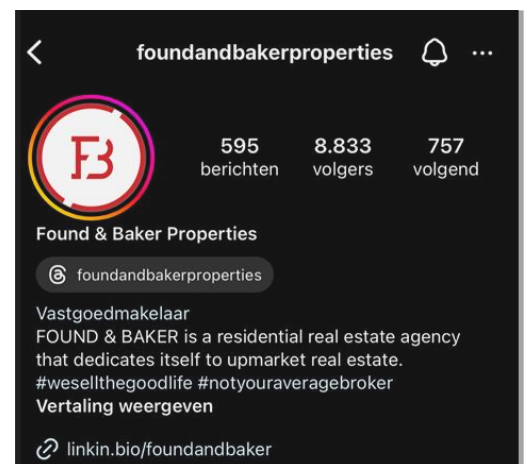 foundandbakerproperties
FB
595 8.833 757
berichten volgers volgend
Found & Baker Properties
foundandbakerproperties
Vastgoedmakelaar
FOUND & BAKER is a residential real estate agency
that dedicates itself to upmarket real estate.
#wesellthegoodlife #notyouraveragebroker
Vertaling weergeven
linkin.bio/foundandbaker